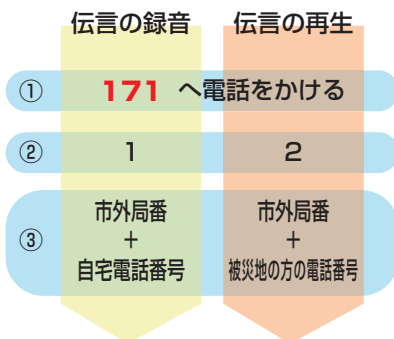 伝言の録音 伝言の再生
① 171 へ電話をかける
② 1 2
③ 市外局番 市外局番
+ +
自宅電話番号 被災地の方の電話番号